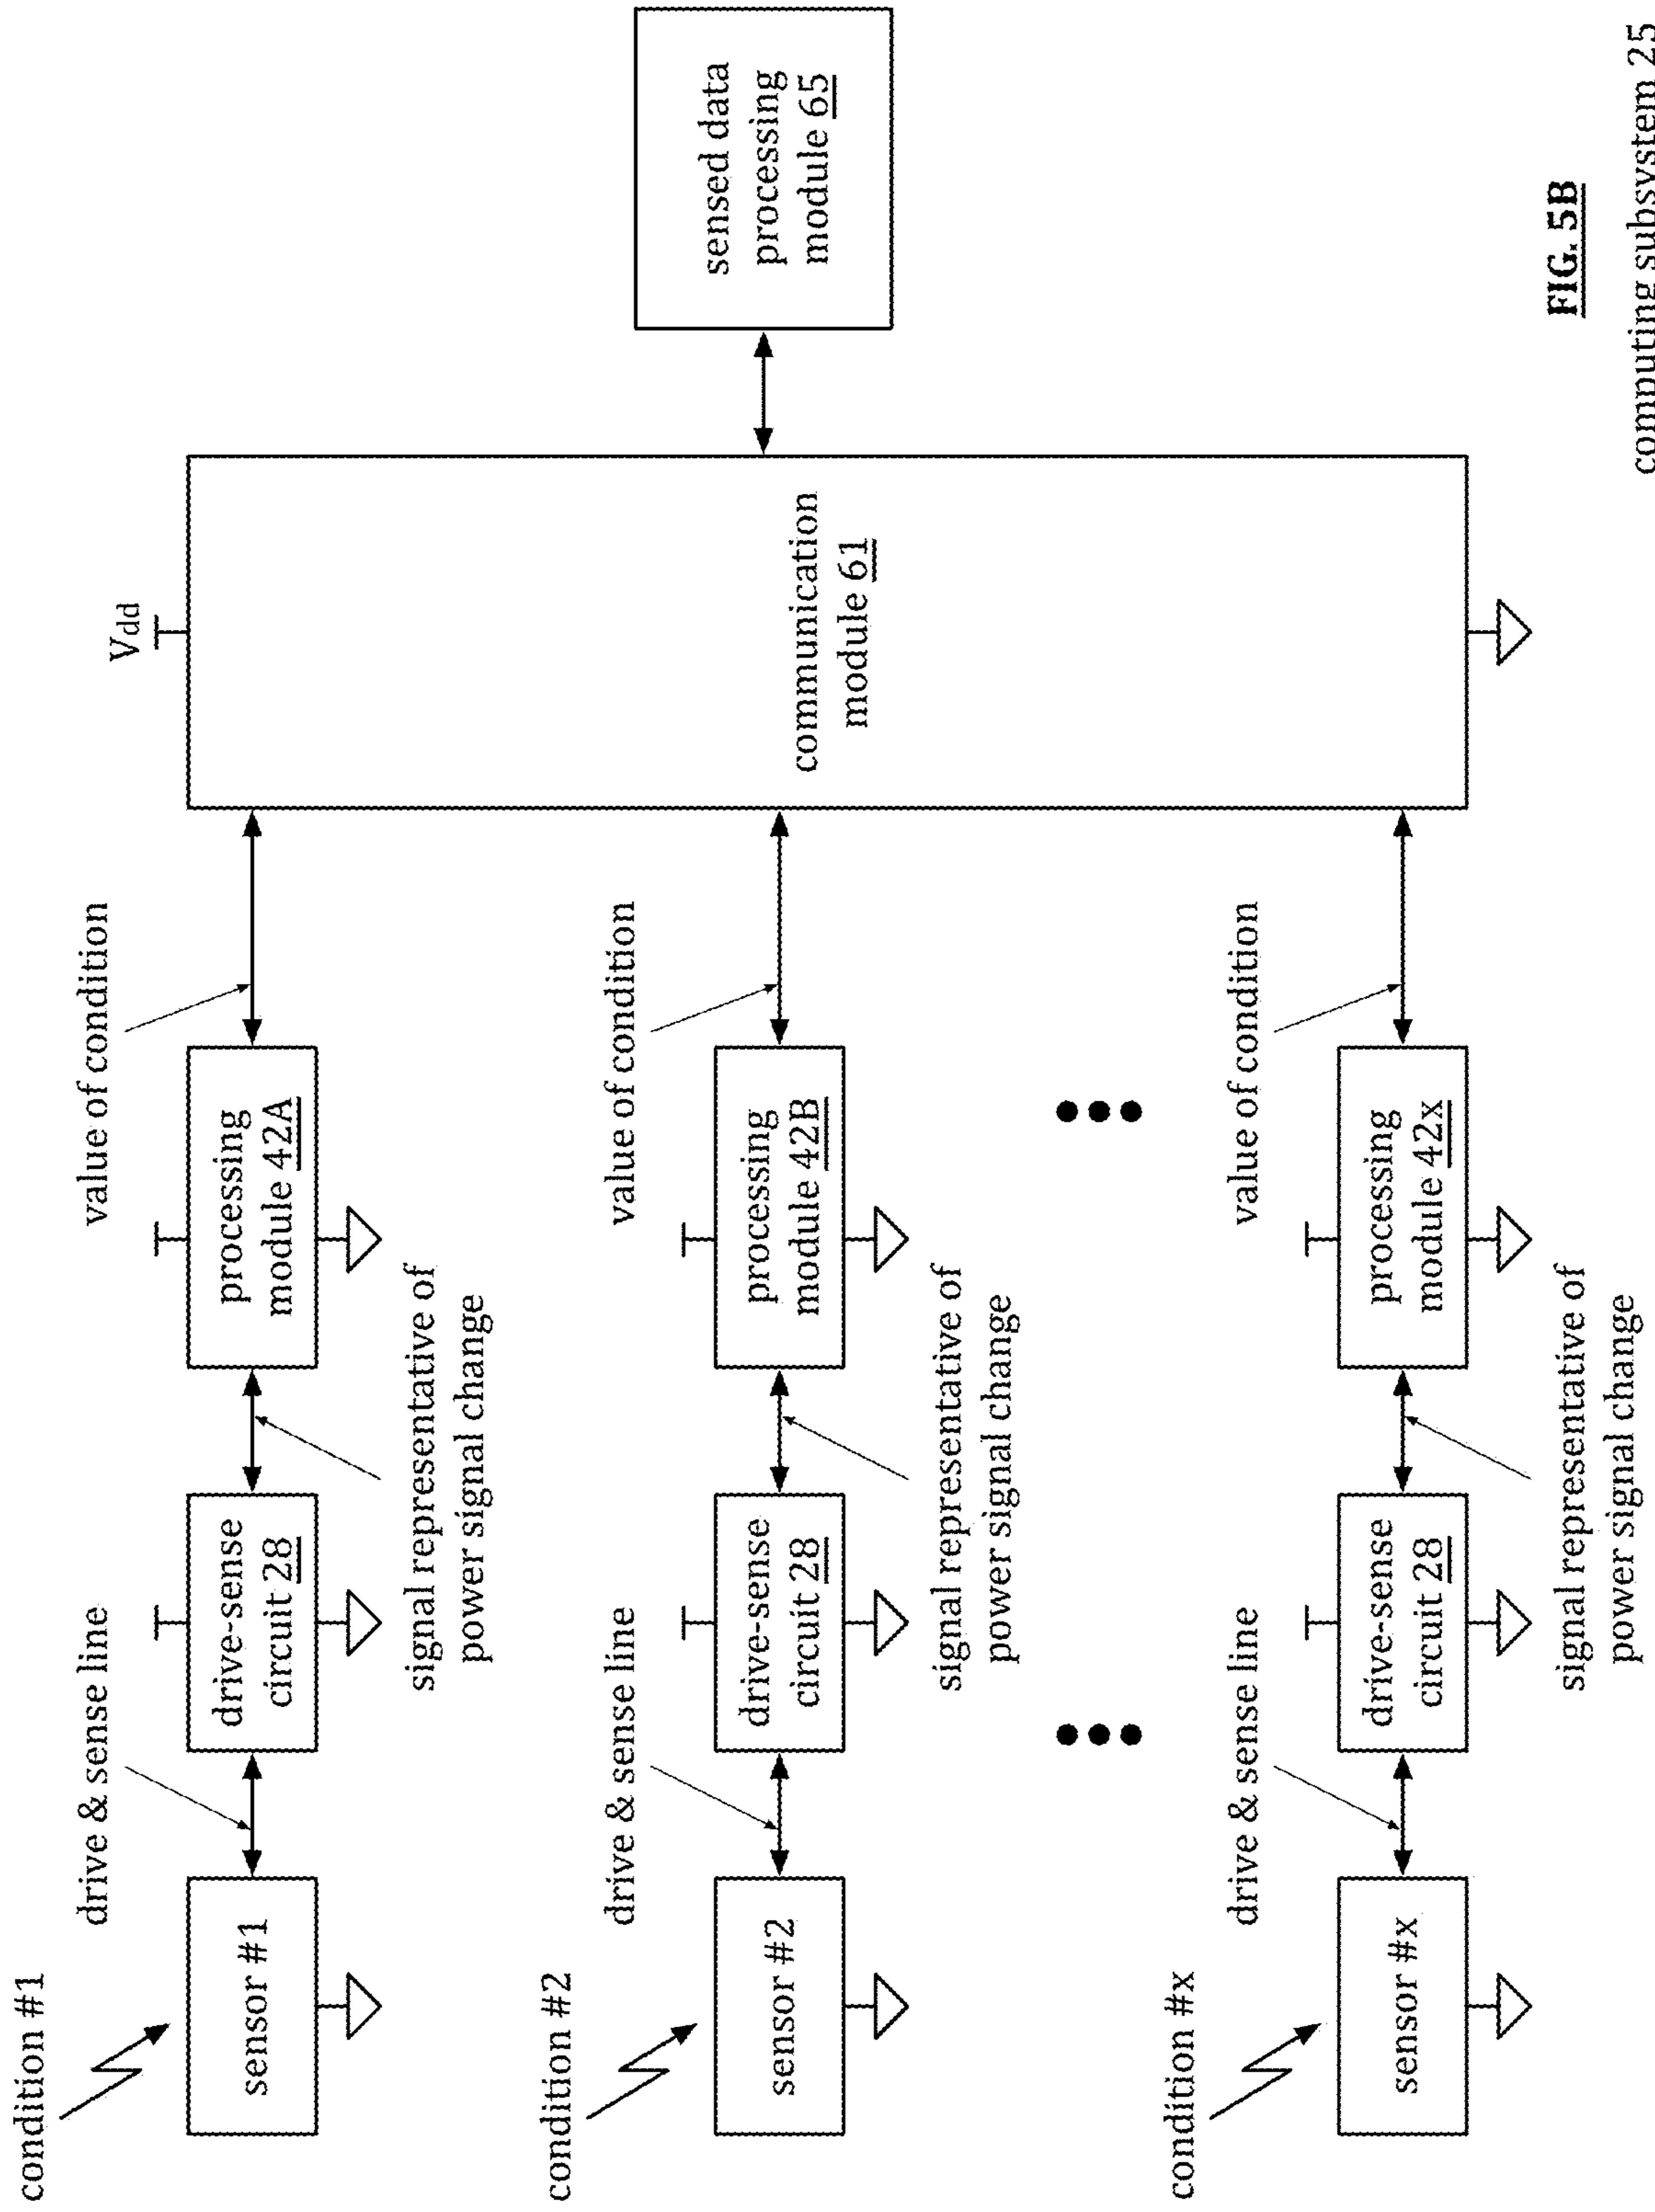 condition #1
drive & sense line
value of condition
Vdd
sensor #1
drive-sense
circuit 28
processing
module 42A
signal representative of
power signal change
condition #2
drive & sense line
value of condition
sensor #2
drive-sense
circuit 28
processing
module 42B
signal representative of
power signal change
communication
module 61
sensed data
processing
module 65
condition #x
drive & sense line
value of condition
sensor #x
drive-sense
circuit 28
processing
module 42x
signal representative of
power signal change
FIG. 5B
computing subsystem 25